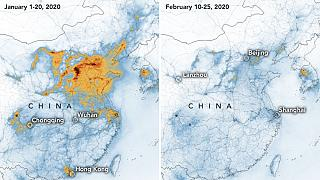 January 1-20, 2020
February 10-25, 2020
Beijing
Lanzhou
CHINA
CHINA
Shanghai
Chongqing
Wuhan
Hong Kong